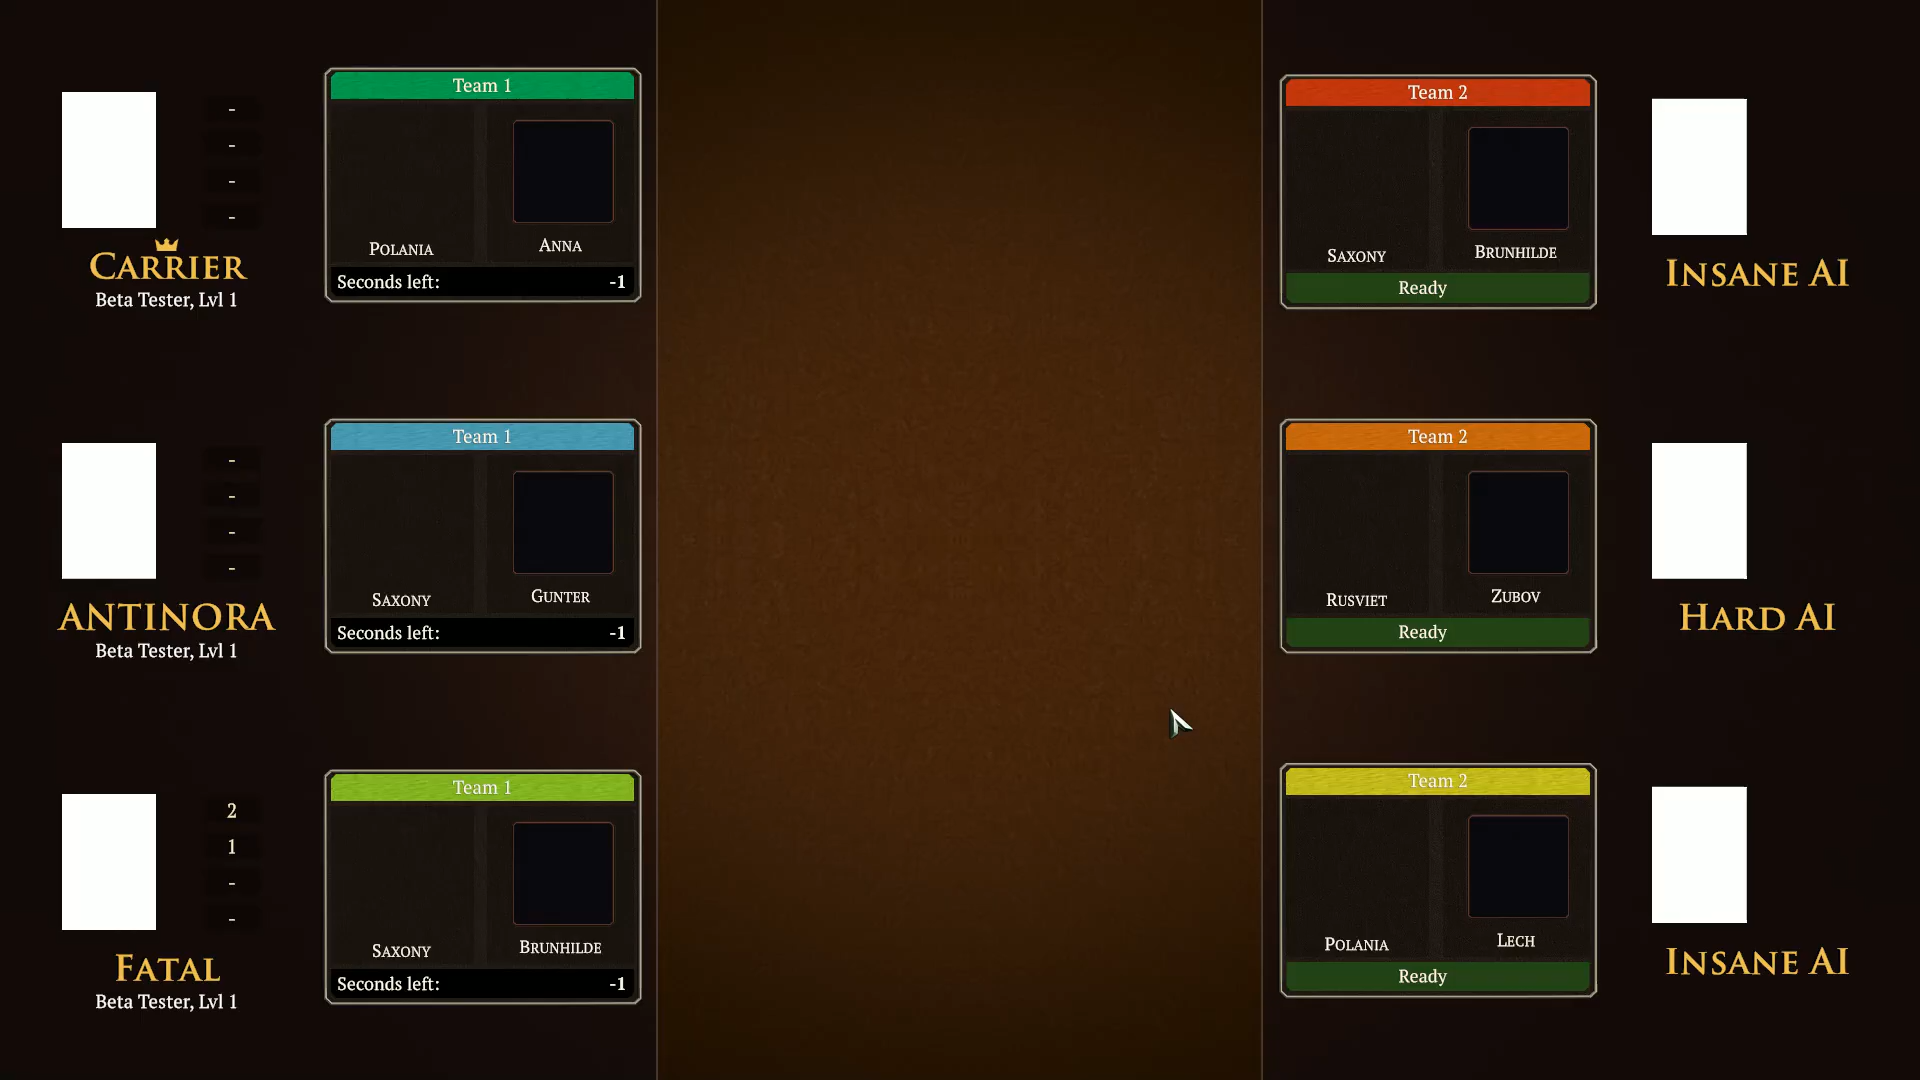 -
-
-
-
CARRIER
Beta Tester, Lvl 1
Team 1
POLANIA
ANNA
Seconds left: -1
-
-
-
-
ANTINORA
Beta Tester, Lvl 1
Team 1
SAXONY
GUNTER
Seconds left: -1
2
1
-
-
FATAL
Beta Tester, Lvl 1
Team 1
SAXONY
BRUNHILDE
Seconds left: -1
Team 2
SAXONY
BRUNHILDE
Ready
INSANE AI
Team 2
RUSVIET
ZUBOV
Ready
HARD AI
Team 2
POLANIA
LECH
Ready
INSANE AI